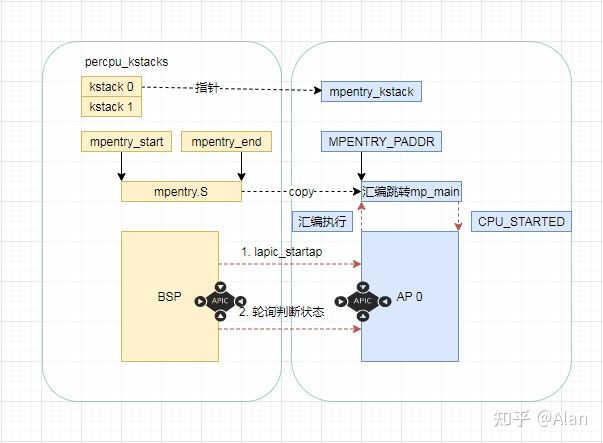 percpu_kstacks
kstack 0
指针
mpentry_kstack
kstack 1
mpentry_start
mpentry_end
MPENTRY_PADDR
mpentry.S
copy
汇编跳转mp_main
汇编执行
CPU_STARTED
1. lapic_startap
BSP
APIC
APIC
AP 0
2. 轮询判断状态
知乎 @Alan